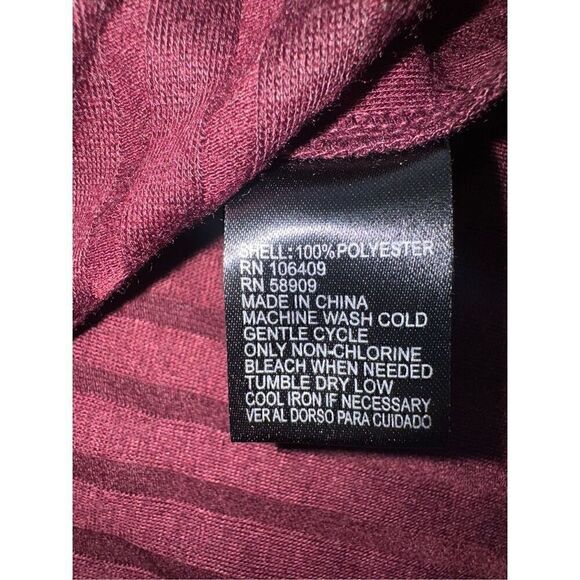 SHELL: 100% POLYESTER
RN 106409
RN 58909
MADE IN CHINA
MACHINE WASH COLD
GENTLE CYCLE
ONLY NON-CHLORINE
BLEACH WHEN NEEDED
TUMBLE DRY LOW
COOL IRON IF NECESSARY
VER AL DORSO PARA CUIDADO